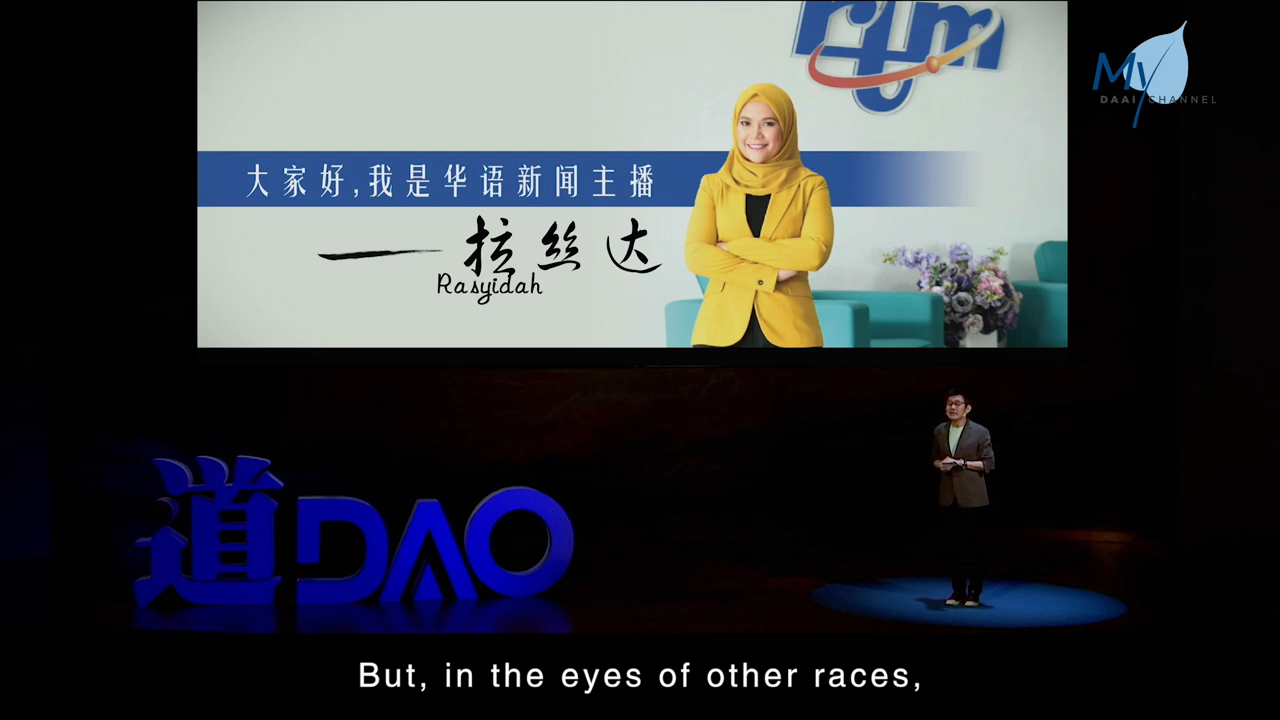 rtm
My
DAAI CHANNEL
大家好,我是华语新闻主播
—拉丝达
Rasyidah
道DAO
But, in the eyes of other races,